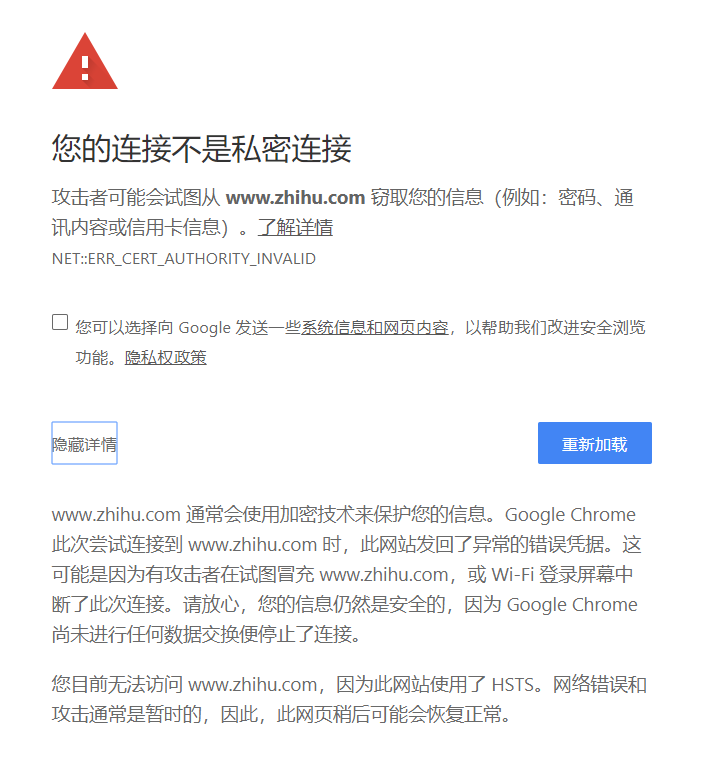 您的连接不是私密连接
攻击者可能会试图从 www.zhihu.com 窃取您的信息（例如：密码、通
讯内容或信用卡信息）。了解详情
NET::ERR_CERT_AUTHORITY_INVALID
您可以选择向 Google 发送一些系统信息和网页内容，以帮助我们改进安全浏览
功能。隐私权政策
隐藏详情
重新加载
www.zhihu.com 通常会使用加密技术来保护您的信息。Google Chrome
此次尝试连接到 www.zhihu.com 时，此网站发回了异常的错误凭据。这
可能是因为有攻击者在试图冒充 www.zhihu.com，或 Wi-Fi 登录屏幕中
断了此次连接。请放心，您的信息仍然是安全的，因为 Google Chrome
尚未进行任何数据交换便停止了连接。
您目前无法访问 www.zhihu.com，因为此网站使用了 HSTS。网络错误和
攻击通常是暂时的，因此，此网页稍后可能会恢复正常。